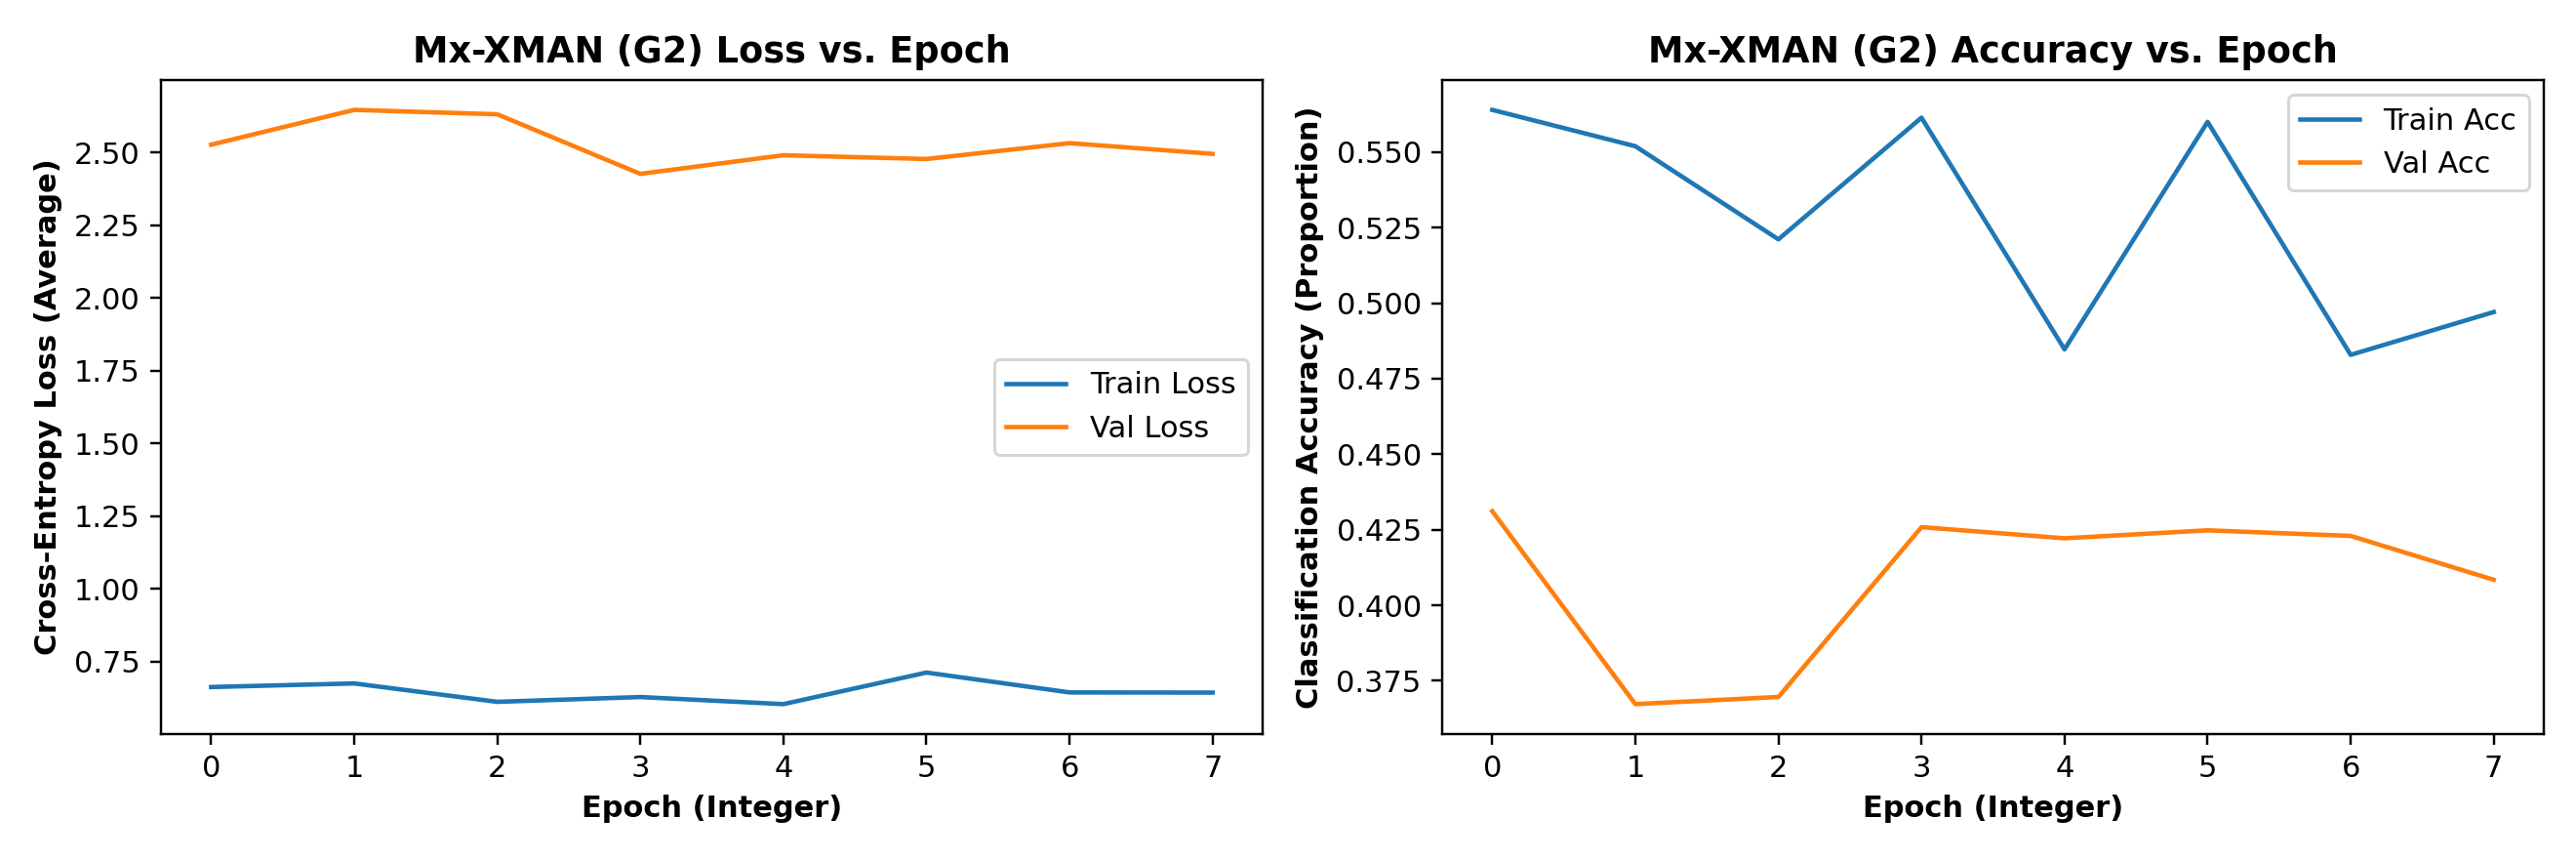 Mx-XMAN (G2) Loss vs. Epoch
Cross-Entropy Loss (Average)
2.50
2.25
2.00
1.75
1.50
1.25
1.00
0.75
Train Loss
Val Loss
0 1 2 3 4 5 6 7
Epoch (Integer)
Mx-XMAN (G2) Accuracy vs. Epoch
Classification Accuracy (Proportion)
0.550
0.525
0.500
0.475
0.450
0.425
0.400
0.375
Train Acc
Val Acc
0 1 2 3 4 5 6 7
Epoch (Integer)